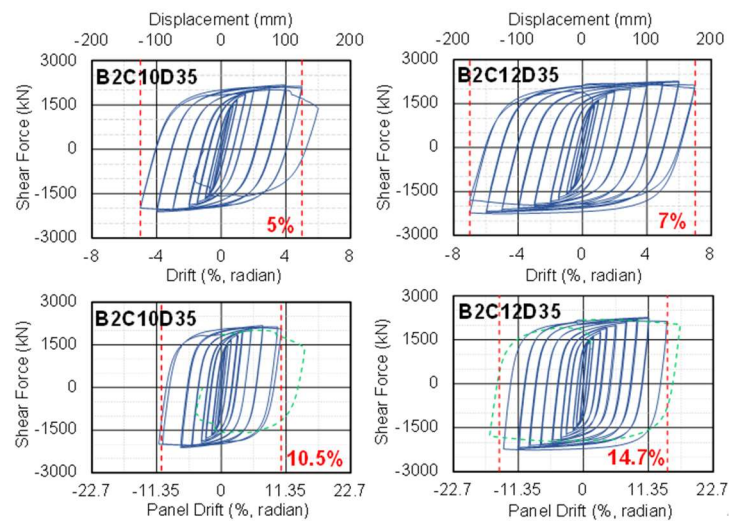 Displacement (mm)
-200 -100 0 100 200
B2C10D35
Shear Force (kN)
3000
1500
0
-1500
-3000
5%
-8 -4 0 4 8
Drift (%, radian)
Displacement (mm)
-200 -100 0 100 200
B2C12D35
Shear Force (kN)
3000
1500
0
-1500
-3000
7%
-8 -4 0 4 8
Drift (%, radian)
B2C10D35
Shear Force (kN)
3000
1500
0
-1500
-3000
10.5%
-22.7 -11.35 0 11.35 22.7
Panel Drift (%, radian)
B2C12D35
Shear Force (kN)
3000
1500
0
-1500
-3000
14.7%
-22.7 -11.35 0 11.35 22.7
Panel Drift (%, radian)